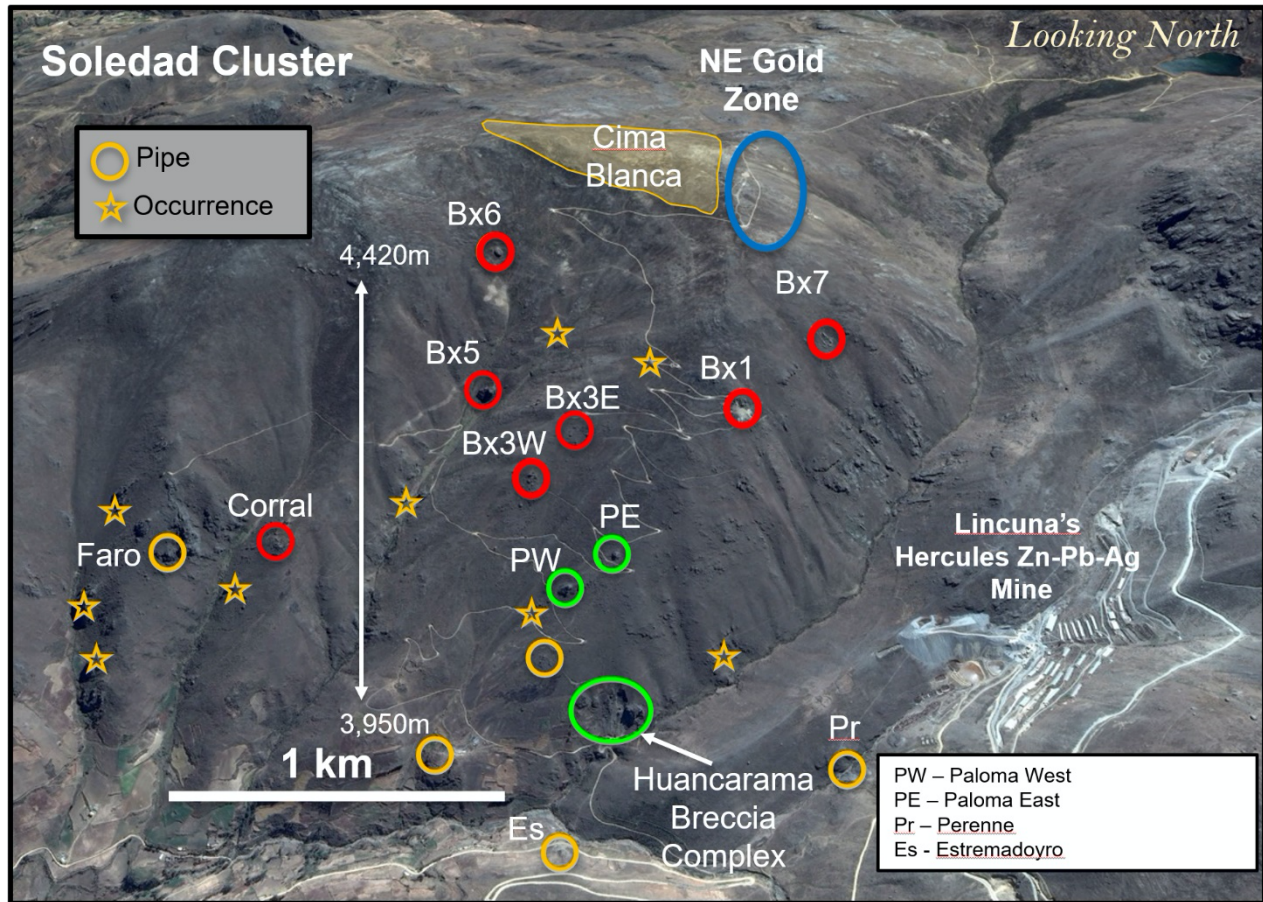 Looking North
Soledad Cluster
NE Gold
Zone
Pipe
Occurrence
Cima
Blanca
Bx6
4,420m
Bx7
Bx5
Bx1
Bx3E
Bx3W
Corral
PE
Faro
PW
Lincuna's
Hercules Zn-Pb-Ag
Mine
3,950m
1 km
Pr
Huancarama
Breccia
Complex
Es
PW – Paloma West
PE – Paloma East
Pr – Perenne
Es - Estremadoyro